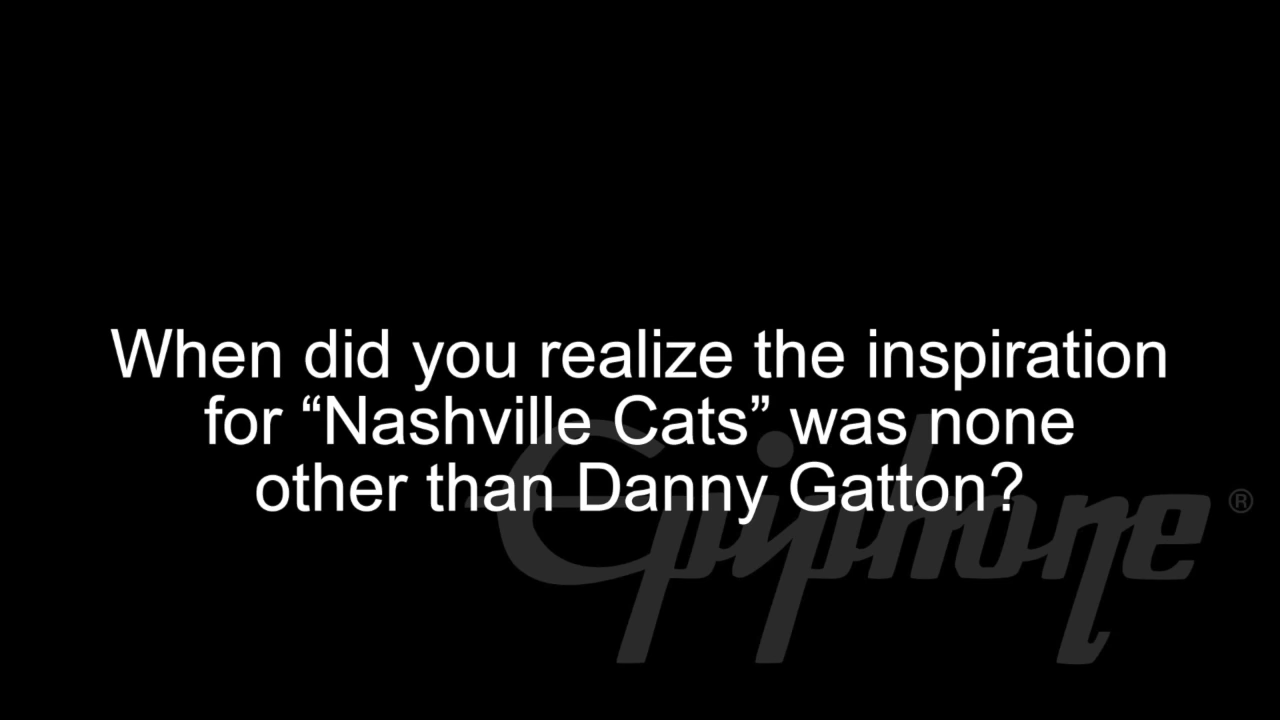 When did you realize the inspiration
for “Nashville Cats” was none
other than Danny Gatton?
Epiphone ®